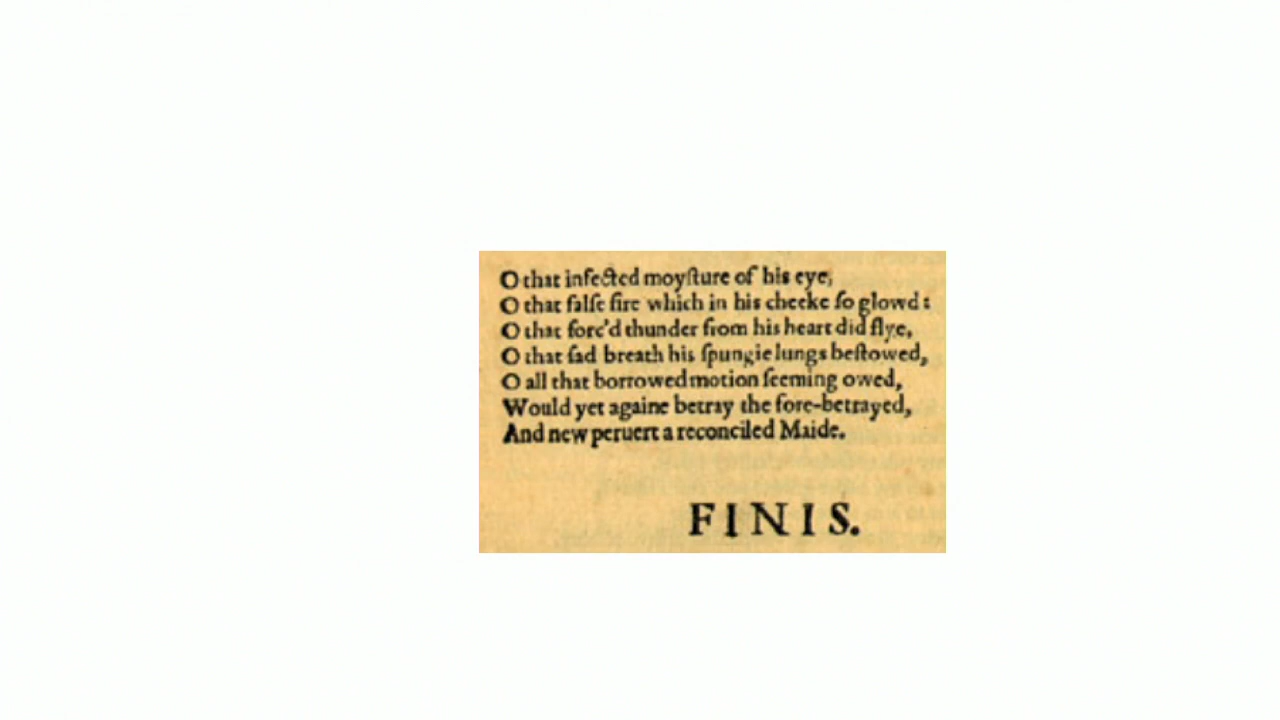 O that infected moyſture of his eye,
O that falſe fire which in his cheeke ſo glowd:
O that forc'd thunder from his heart did flye,
O that ſad breath his ſpungie lungs beſtowed,
O all that borrowed motion ſeeming owed,
Would yet againe betray the fore-betrayed,
And new peruert a reconciled Maide.
FINIS.